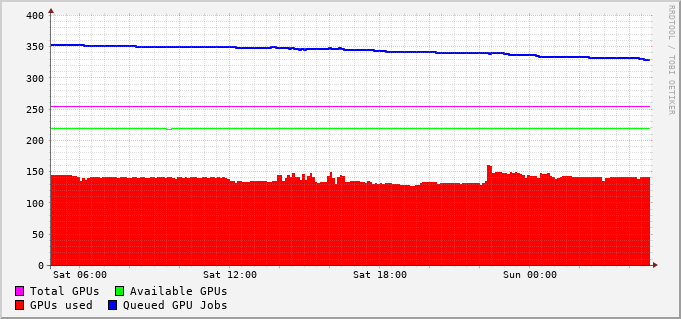 400
350
300
250
200
150
100
50
0
Sat 06:00 Sat 12:00 Sat 18:00 Sun 00:00
Total GPUs Available GPUs
GPUs used Queued GPU Jobs
RRDTOOL / TOBI OETIKER